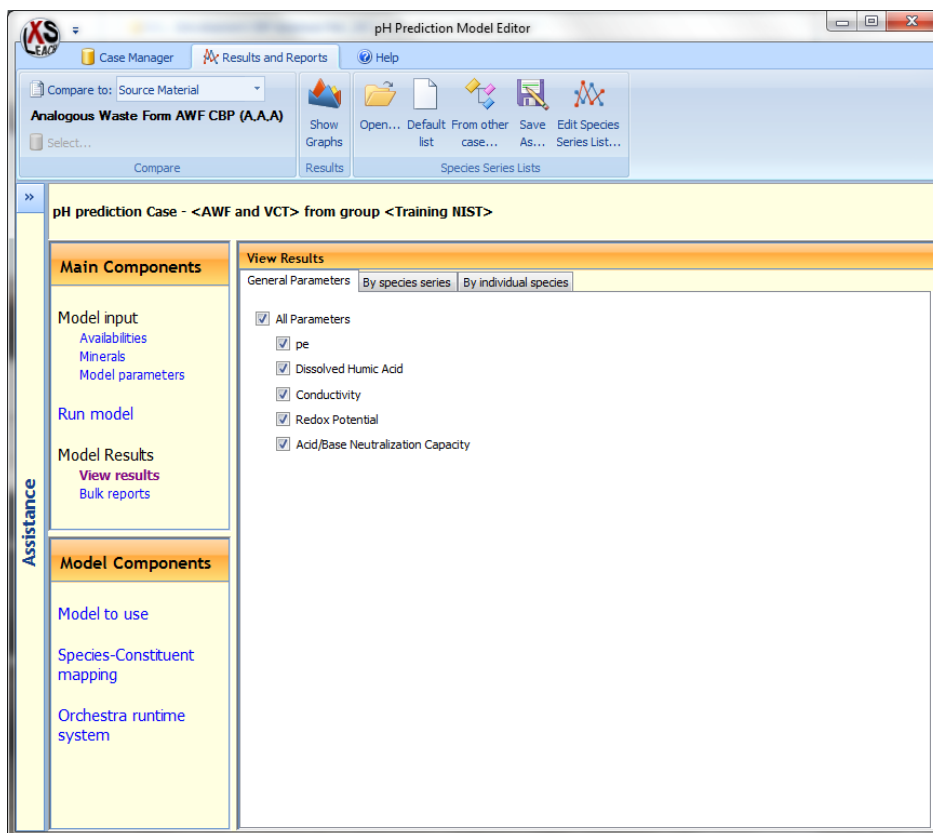 pH Prediction Model Editor
XS
LEACH
Case Manager
Results and Reports
Help
Compare to: Source Material
Analogous Waste Form AWF CBP (A,A,A)
Select...
Compare
Show
Graphs
Results
Open...
Default
list
From other
case...
Save
As...
Edit Species
Series List...
Species Series Lists
»
Assistance
pH prediction Case - <AWF and VCT> from group <Training NIST>
Main Components
Model input
Availabilities
Minerals
Model parameters
Run model
Model Results
View results
Bulk reports
Model Components
Model to use
Species-Constituent
mapping
Orchestra runtime
system
View Results
General Parameters
By species series
By individual species
All Parameters
pe
Dissolved Humic Acid
Conductivity
Redox Potential
Acid/Base Neutralization Capacity